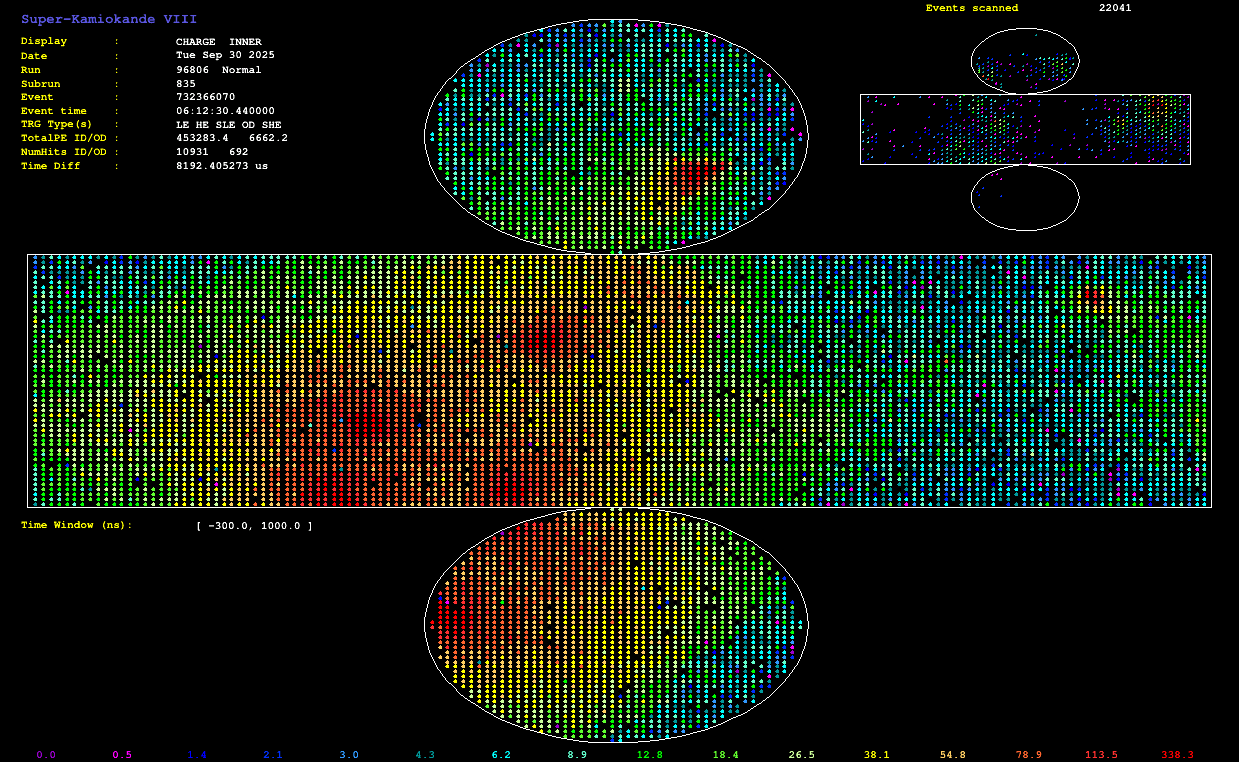 Super-Kamiokande VIII
Events scanned 22041
Display : CHARGE INNER
Date : Tue Sep 30 2025
Run : 96806 Normal
Subrun : 835
Event : 732366070
Event time : 06:12:30.440000
TRG Type(s) : LE HE SLE OD SHE
TotalPE ID/OD : 453283.4 6662.2
NumHits ID/OD : 10931 692
Time Diff : 8192.405273 us
Time Window (ns): [ -300.0, 1000.0 ]
0.0 0.5 1.4 2.1 3.0 4.3 6.2 8.9 12.8 18.4 26.5 38.1 54.8 78.9 113.5 338.3